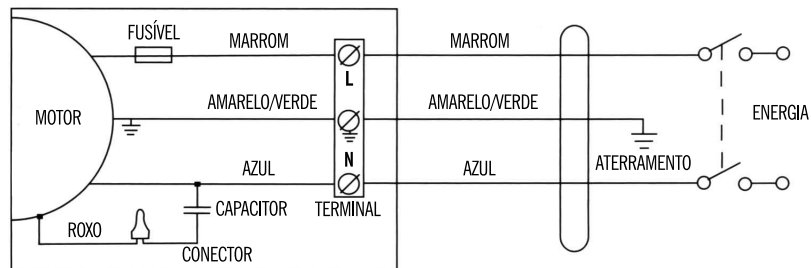 FUSÍVEL
MARROM
MARROM
L
MOTOR
AMARELO/VERDE
AMARELO/VERDE
ENERGIA
N
AZUL
AZUL
ATERRAMENTO
CAPACITOR
TERMINAL
ROXO
CONECTOR